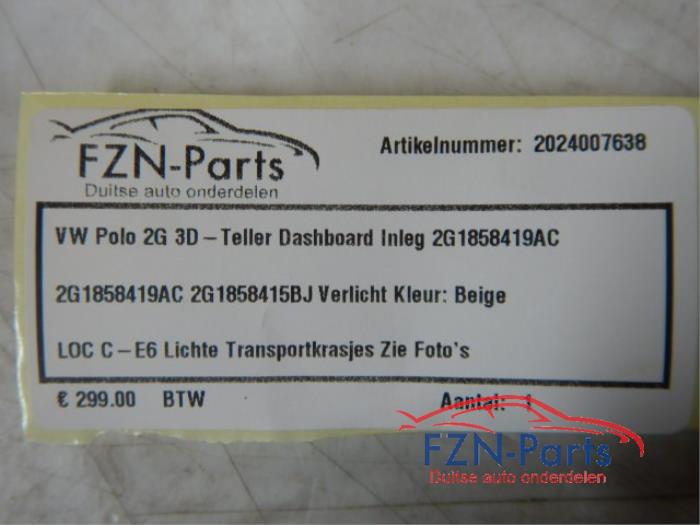 FZN-Parts
Duitse auto onderdelen
Artikelnummer: 2024007638
VW Polo 2G 3D – Teller Dashboard Inleg 2G1858419AC
2G1858419AC 2G1858415BJ Verlicht Kleur: Beige
LOC C – E6 Lichte Transportkrasjes Zie Foto's
€ 299.00 BTW
Aantal: 1
FZN-Parts
Duitse auto onderdelen